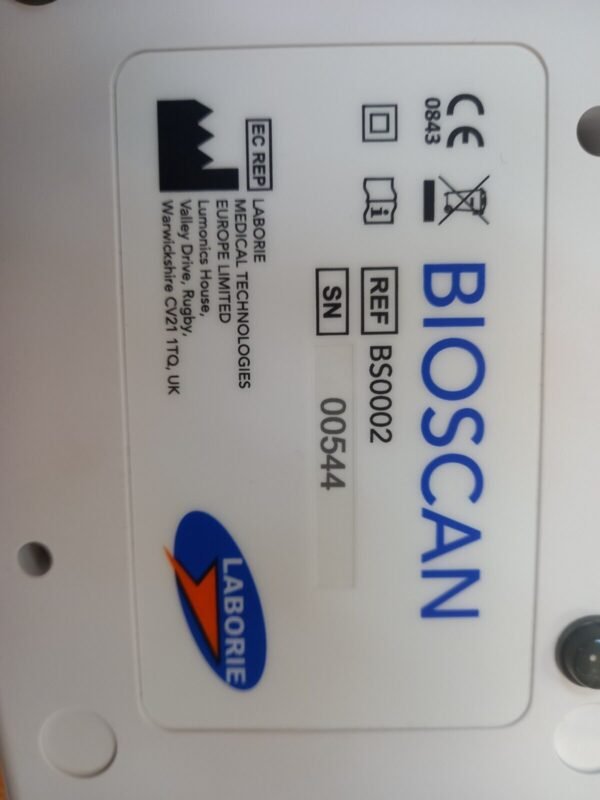 CE
0843
BIOSCAN
REF BS0002
SN 00544
EC REP
LABORIE
MEDICAL TECHNOLOGIES
EUROPE LIMITED
Lumonics House,
Valley Drive, Rugby,
Warwickshire CV21 1TQ, UK
LABORIE